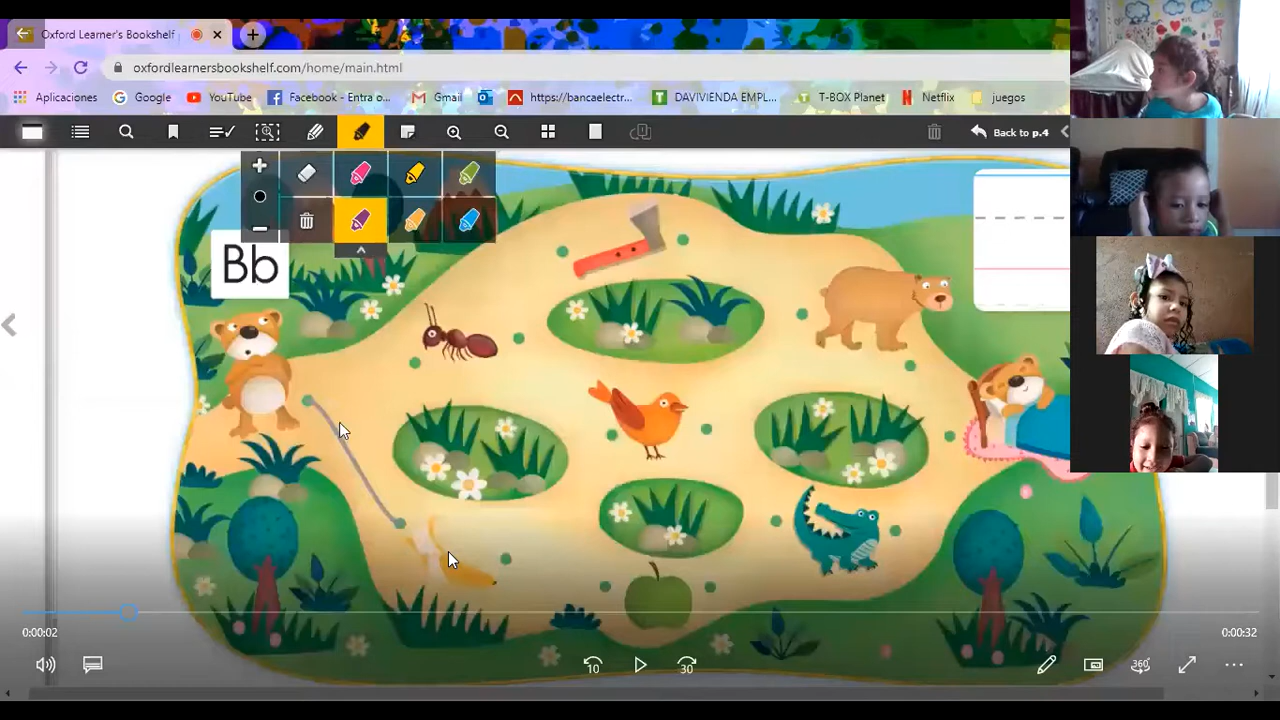 Oxford Learner's Bookshelf
oxfordlearnersbookshelf.com/home/main.html
Aplicaciones Google YouTube Facebook - Entra o... Gmail https://bancaelectr... DAVIVIENDA EMPL... T-BOX Planet Netflix juegos
Back to p.4
Bb
0:00:02 0:00:32
10 30 360